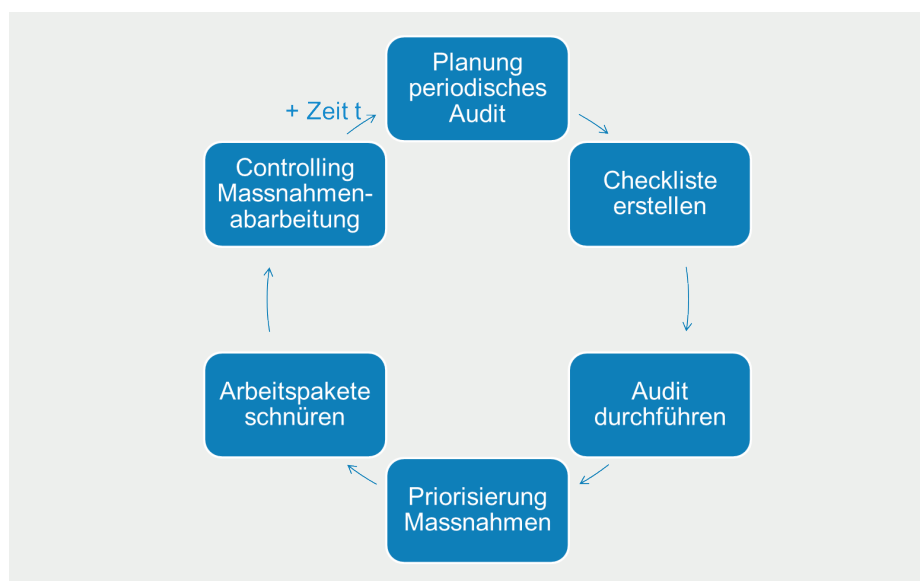 Planung
periodisches
Audit
+ Zeit t
Controlling
Massnahmen-
abarbeitung
Checkliste
erstellen
Arbeitspakete
schnüren
Audit
durchführen
Priorisierung
Massnahmen